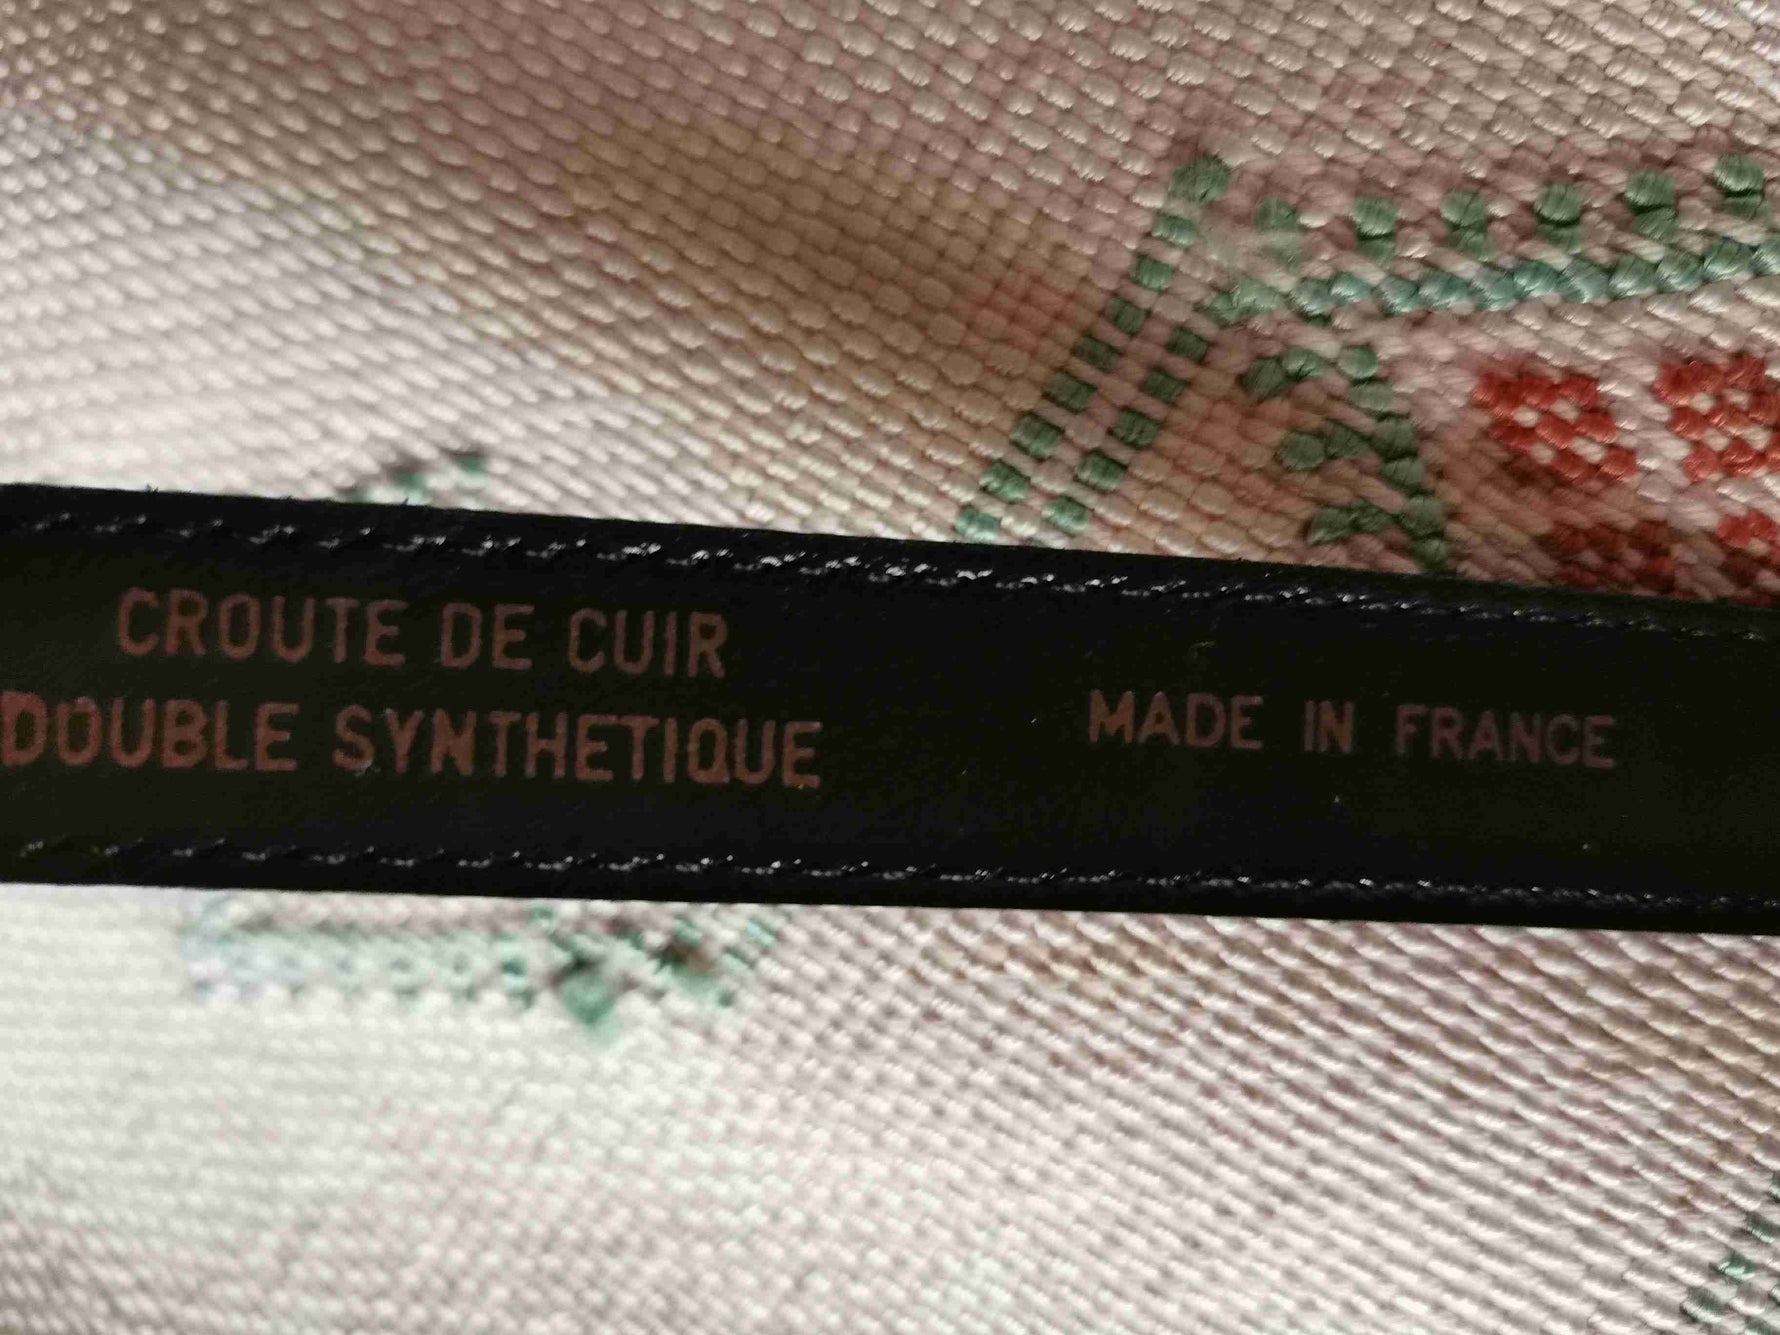 CROUTE DE CUIR
DOUBLE SYNTHETIQUE
MADE IN FRANCE